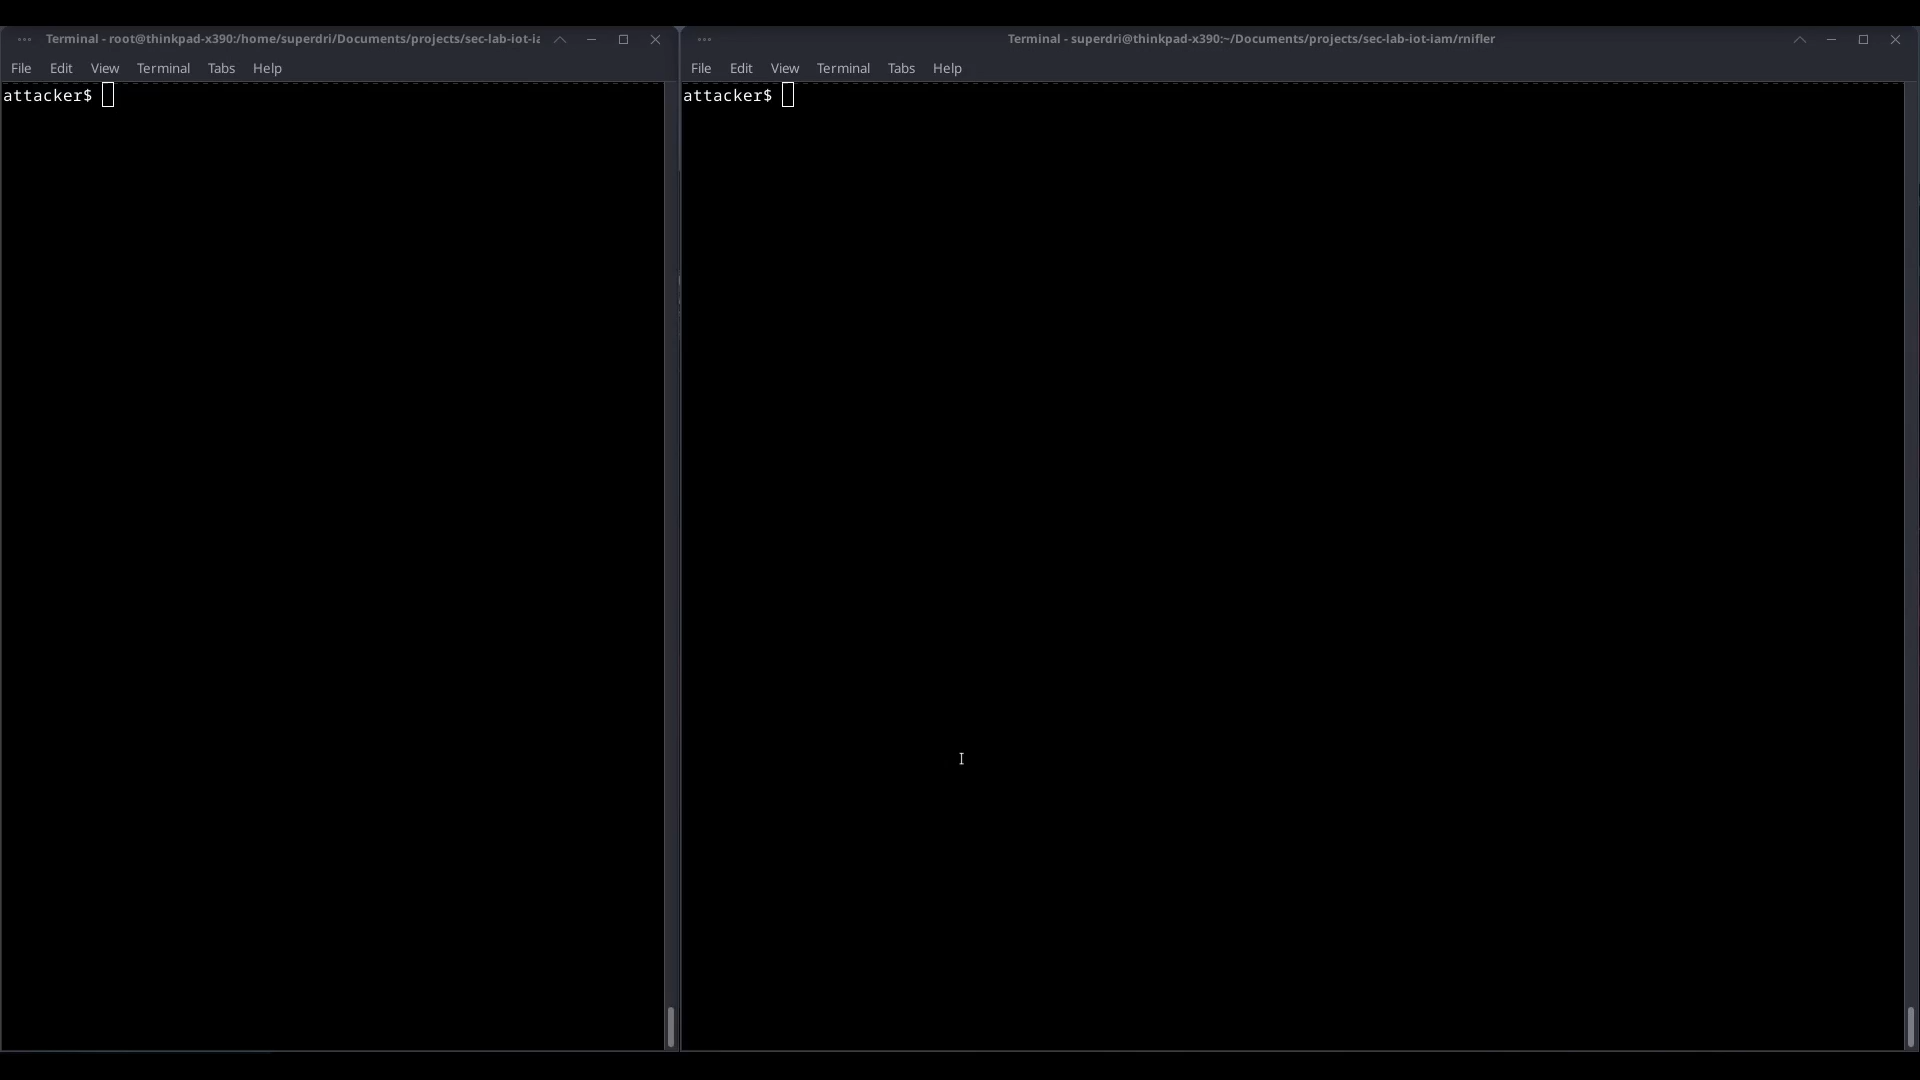 Terminal - root@thinkpad-x390:/home/superdri/Documents/projects/sec-lab-iot-ia
File Edit View Terminal Tabs Help
attacker$
Terminal - superdri@thinkpad-x390:~/Documents/projects/sec-lab-iot-iam/rnifler
File Edit View Terminal Tabs Help
attacker$